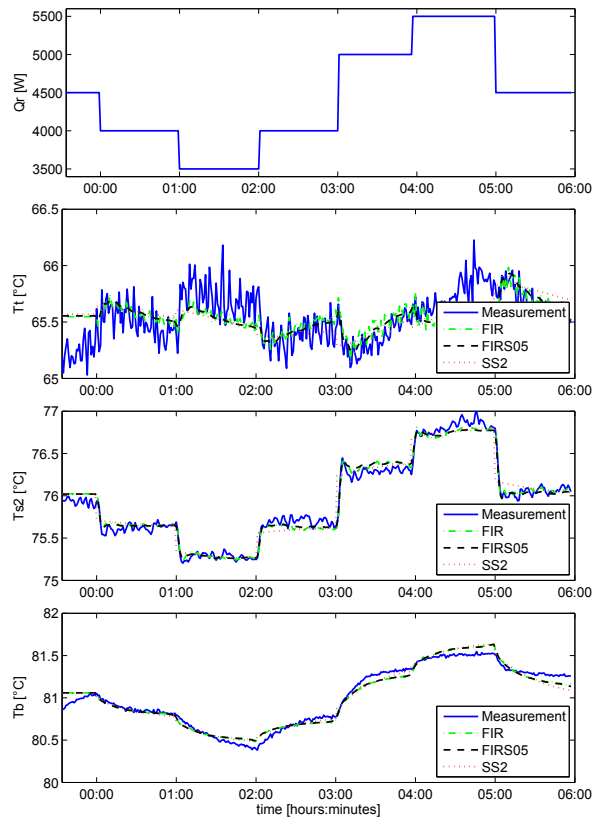 Qr [W]
5500
5000
4500
4000
3500
00:00 01:00 02:00 03:00 04:00 05:00 06:00
Tt [°C]
66.5
66
65.5
65
Measurement
FIR
FIRS05
SS2
00:00 01:00 02:00 03:00 04:00 05:00 06:00
Ts2 [°C]
77
76.5
76
75.5
75
Measurement
FIR
FIRS05
SS2
00:00 01:00 02:00 03:00 04:00 05:00 06:00
Tb [°C]
82
81.5
81
80.5
80
Measurement
FIR
FIRS05
SS2
00:00 01:00 02:00 03:00 04:00 05:00 06:00
time [hours:minutes]